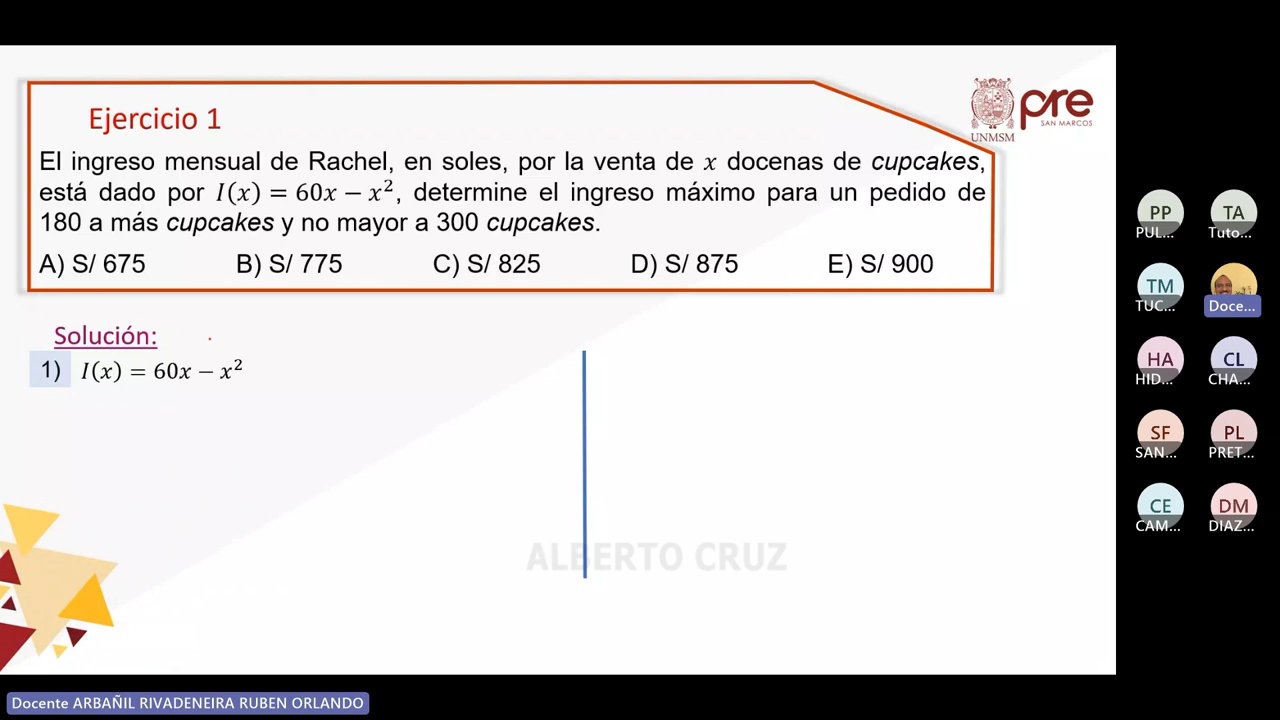 Ejercicio 1
UNMSM
pre
SAN MARCOS
El ingreso mensual de Rachel, en soles, por la venta de x docenas de cupcakes,
está dado por I(x) = 60x − x², determine el ingreso máximo para un pedido de
180 a más cupcakes y no mayor a 300 cupcakes.
A) S/ 675 B) S/ 775 C) S/ 825 D) S/ 875 E) S/ 900
Solución:
1) I(x) = 60x − x²
ALBERTO CRUZ
PP TA
PUL... Tuto...
TM
TUC... Doce...
HA CL
HID... CHA...
SF PL
SAN... PRET...
CE DM
CAM... DIAZ...
Docente ARBAÑIL RIVADENEIRA RUBEN ORLANDO